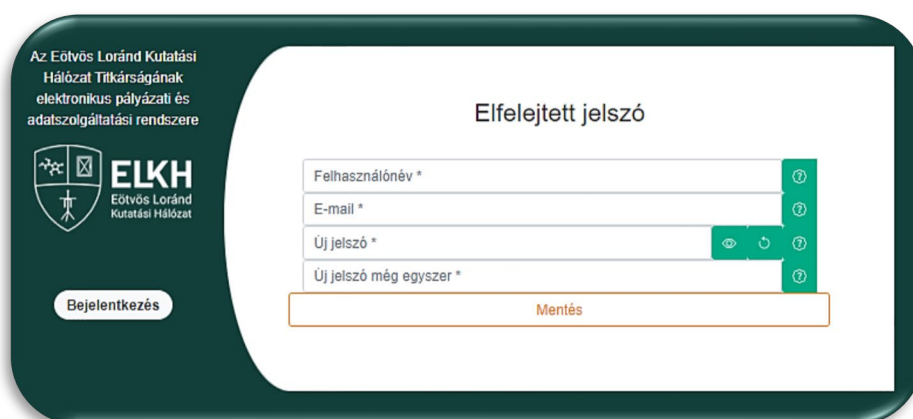 Az Eötvös Loránd Kutatási
Hálózat Titkárságának
elektronikus pályázati és
adatszolgáltatási rendszere
ELKH
Eötvös Loránd
Kutatási Hálózat
Bejelentkezés
Elfelejtett jelszó
Felhasználónév *
E-mail *
Új jelszó *
Új jelszó még egyszer *
Mentés